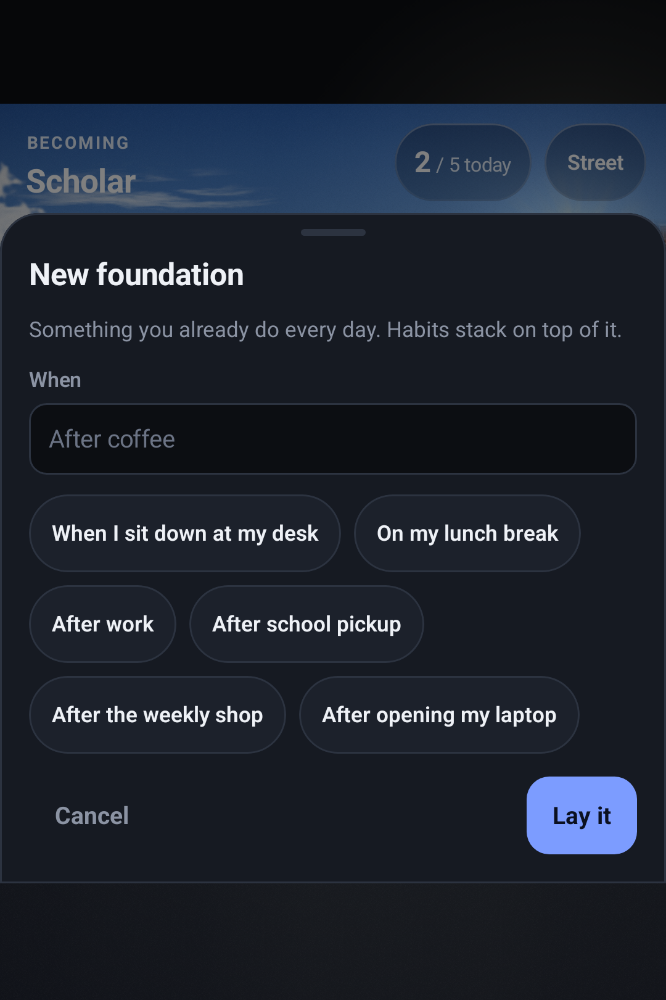 BECOMING
Scholar
2 / 5 today
Street
New foundation
Something you already do every day. Habits stack on top of it.
When
After coffee
When I sit down at my desk
On my lunch break
After work
After school pickup
After the weekly shop
After opening my laptop
Cancel
Lay it